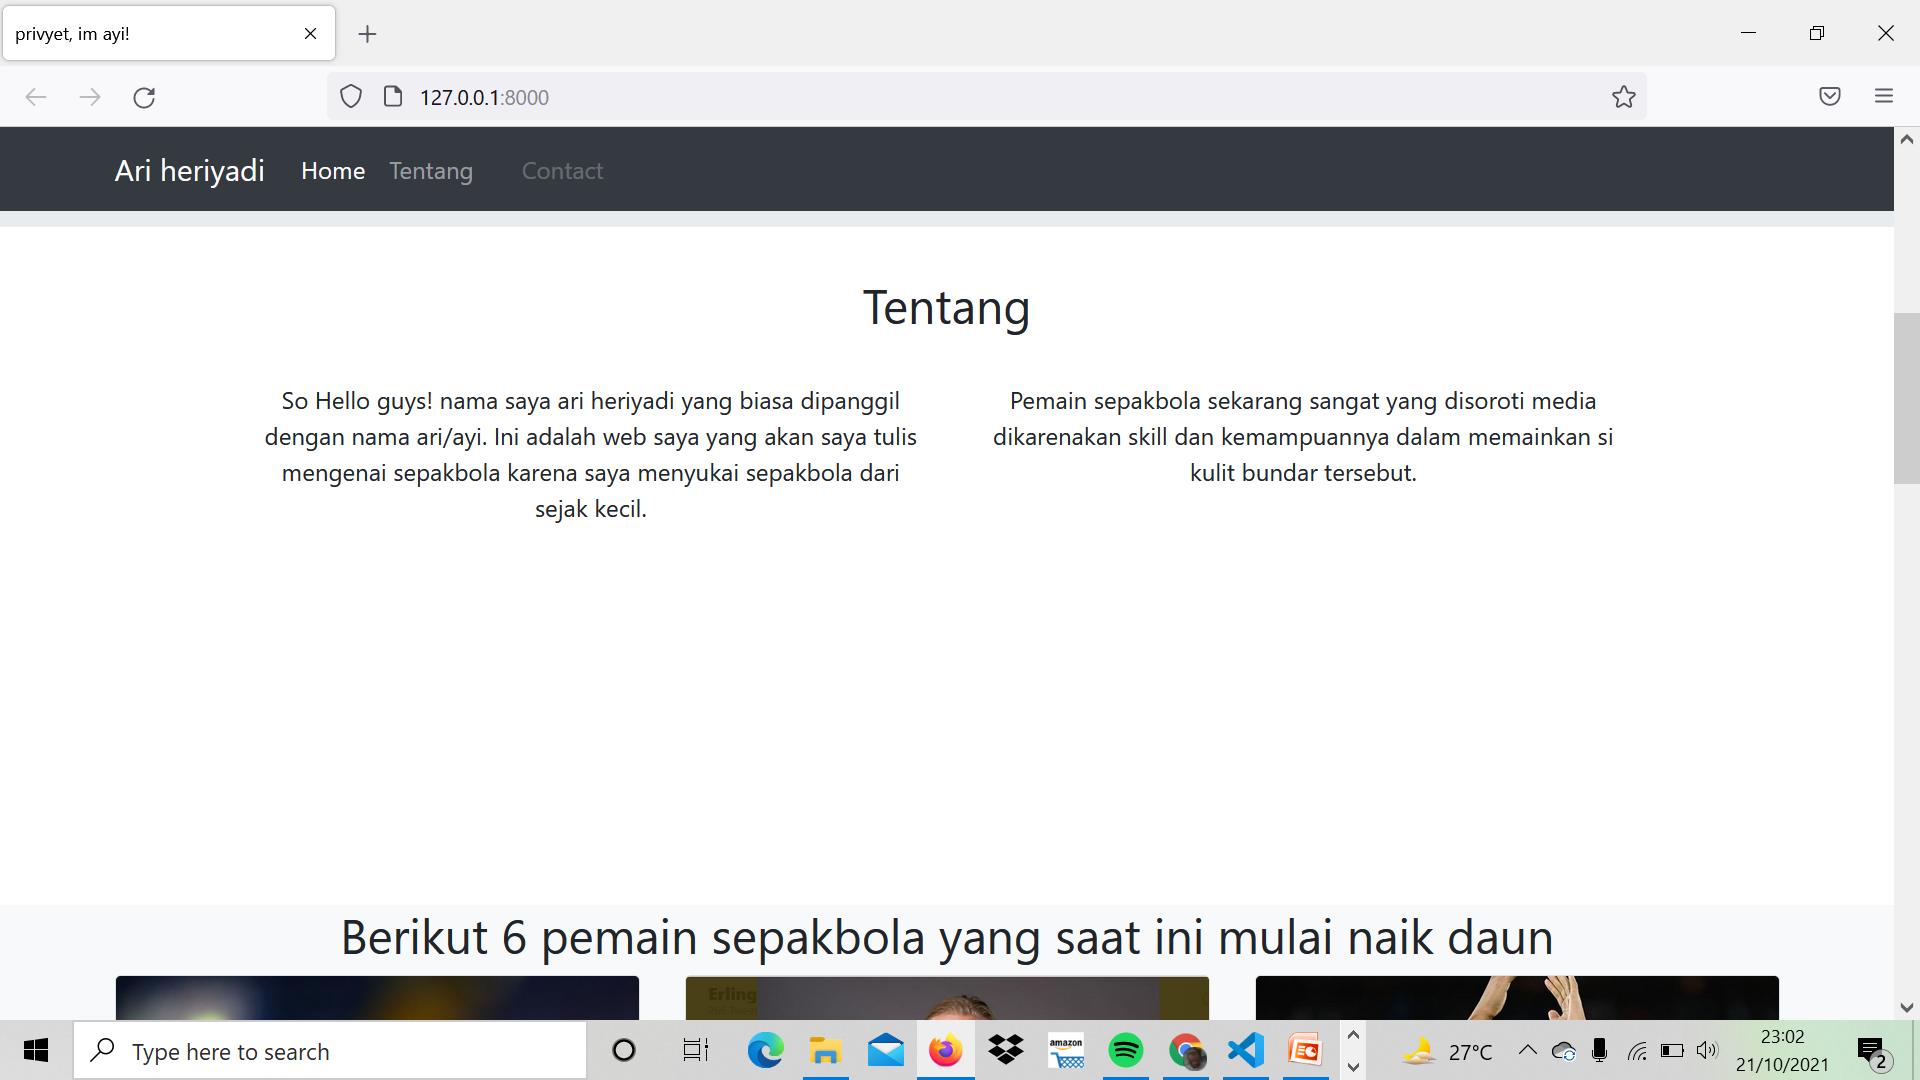 privyet, im ayi!
127.0.0.1:8000
Ari heriyadi Home Tentang Contact
Tentang
So Hello guys! nama saya ari heriyadi yang biasa dipanggil
dengan nama ari/ayi. Ini adalah web saya yang akan saya tulis
mengenai sepakbola karena saya menyukai sepakbola dari
sejak kecil.
Pemain sepakbola sekarang sangat yang disoroti media
dikarenakan skill dan kemampuannya dalam memainkan si
kulit bundar tersebut.
Berikut 6 pemain sepakbola yang saat ini mulai naik daun
Erling
Type here to search
amazon
27°C
23:02
21/10/2021
2